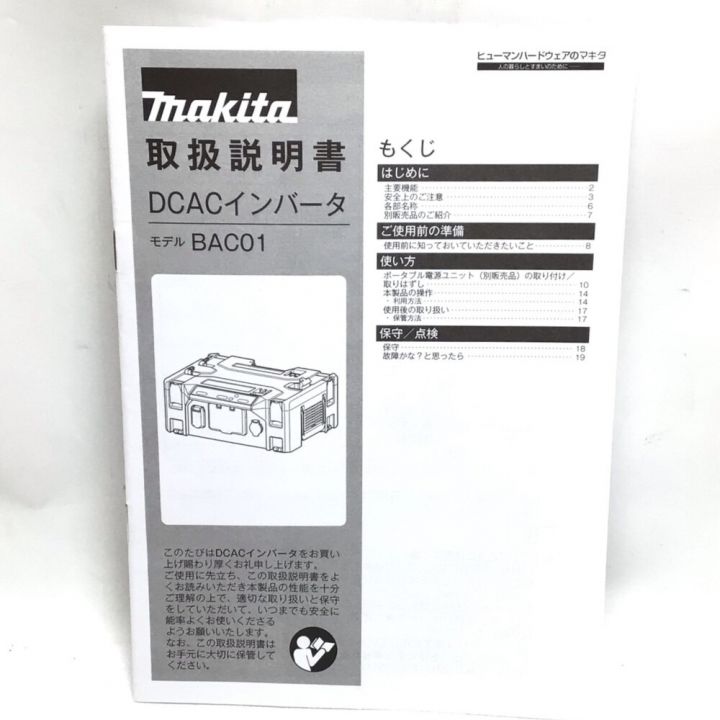 makita
取扱説明書
DCACインバータ
モデル BAC01
このたびはDCACインバータをお買い
上げ賜わり厚くお礼申し上げます。
ご使用に先立ち、この取扱説明書をよ
くお読みいただき本製品の性能を十分
ご理解の上で、適切な取り扱いと保守
をしていただいて、いつまでも安全に
能率よくお使いくださる
ようお願いいたします。
なお、この取扱説明書は
お手元に大切に保管して
ください。
ヒューマンハードウェアのマキタ
人の暮らしとすまいのために
もくじ
はじめに
主要機能 2
安全上のご注意 3
各部名称 6
別販売品のご紹介 7
ご使用前の準備
使用前に知っておいていただきたいこと 8
使い方
ポータブル電源ユニット（別販売品）の取り付け／
取りはずし 10
本製品の操作 14
・利用方法 14
使用後の取り扱い 17
・保管方法 17
保守／点検
保守 18
故障かな？と思ったら 19